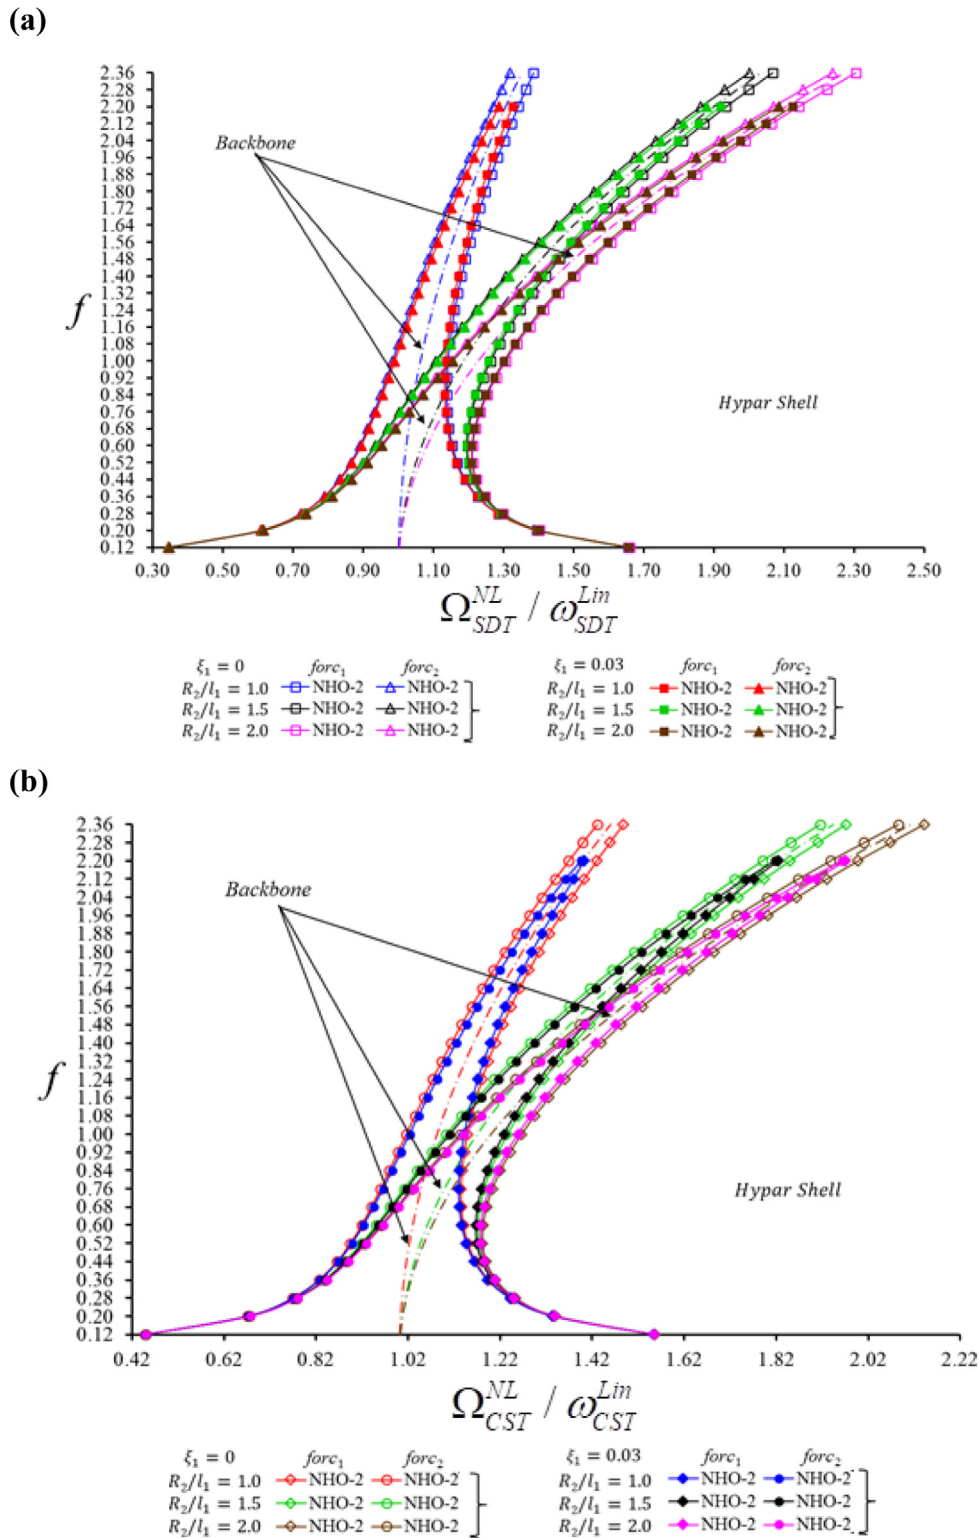 (a)
2.36
2.28
2.20
2.12
2.04
1.96
1.88
1.80
1.72
1.64
1.56
1.48
1.40
1.32
1.24
1.16
1.08
1.00
0.92
0.84
0.76
0.68
0.60
0.52
0.44
0.36
0.28
0.20
0.12
f
Backbone
Hypar Shell
0.30 0.50 0.70 0.90 1.10 1.30 1.50 1.70 1.90 2.10 2.30 2.50
Ω^{NL}_{SDT} / ω^{Lin}_{SDT}
ξ₁ = 0 forc₁ forc₂ ξ₁ = 0.03 forc₁ forc₂
R₂/l₁ = 1.0 NHO-2 NHO-2 R₂/l₁ = 1.0 NHO-2 NHO-2
R₂/l₁ = 1.5 NHO-2 NHO-2 R₂/l₁ = 1.5 NHO-2 NHO-2
R₂/l₁ = 2.0 NHO-2 NHO-2 R₂/l₁ = 2.0 NHO-2 NHO-2
(b)
2.36
2.28
2.20
2.12
2.04
1.96
1.88
1.80
1.72
1.64
1.56
1.48
1.40
1.32
1.24
1.16
1.08
1.00
0.92
0.84
0.76
0.68
0.60
0.52
0.44
0.36
0.28
0.20
0.12
f
Backbone
Hypar Shell
0.42 0.62 0.82 1.02 1.22 1.42 1.62 1.82 2.02 2.22
Ω^{NL}_{CST} / ω^{Lin}_{CST}
ξ₁ = 0 forc₁ forc₂ ξ₁ = 0.03 forc₁ forc₂
R₂/l₁ = 1.0 NHO-2 NHO-2 R₂/l₁ = 1.0 NHO-2 NHO-2
R₂/l₁ = 1.5 NHO-2 NHO-2 R₂/l₁ = 1.5 NHO-2 NHO-2
R₂/l₁ = 2.0 NHO-2 NHO-2 R₂/l₁ = 2.0 NHO-2 NHO-2